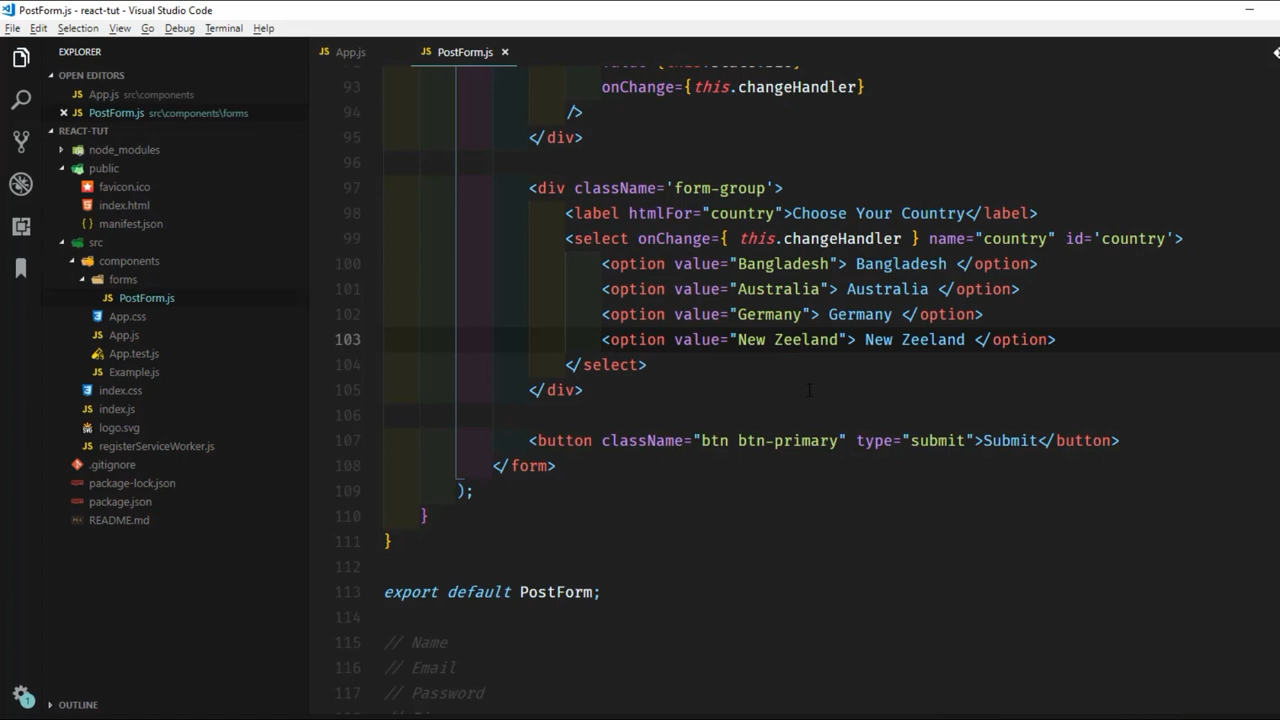 PostForm.js - react-tut - Visual Studio Code
File Edit Selection View Go Debug Terminal Help
EXPLORER
OPEN EDITORS
App.js src\components
PostForm.js src\components\forms
REACT-TUT
node_modules
public
favicon.ico
index.html
manifest.json
src
components
forms
PostForm.js
App.css
App.js
App.test.js
Example.js
index.css
index.js
logo.svg
registerServiceWorker.js
.gitignore
package-lock.json
package.json
README.md
OUTLINE
1
JS App.js JS PostForm.js
93 onChange={this.changeHandler}
94 />
95 </div>
96
97 <div className='form-group'>
98 <label htmlFor="country">Choose Your Country</label>
99 <select onChange={ this.changeHandler } name="country" id='country'>
100 <option value="Bangladesh"> Bangladesh </option>
101 <option value="Australia"> Australia </option>
102 <option value="Germany"> Germany </option>
103 <option value="New Zeeland"> New Zeeland </option>
104 </select>
105 </div>
106
107 <button className="btn btn-primary" type="submit">Submit</button>
108 </form>
109 );
110 }
111 }
112
113 export default PostForm;
114
115 // Name
116 // Email
117 // Password